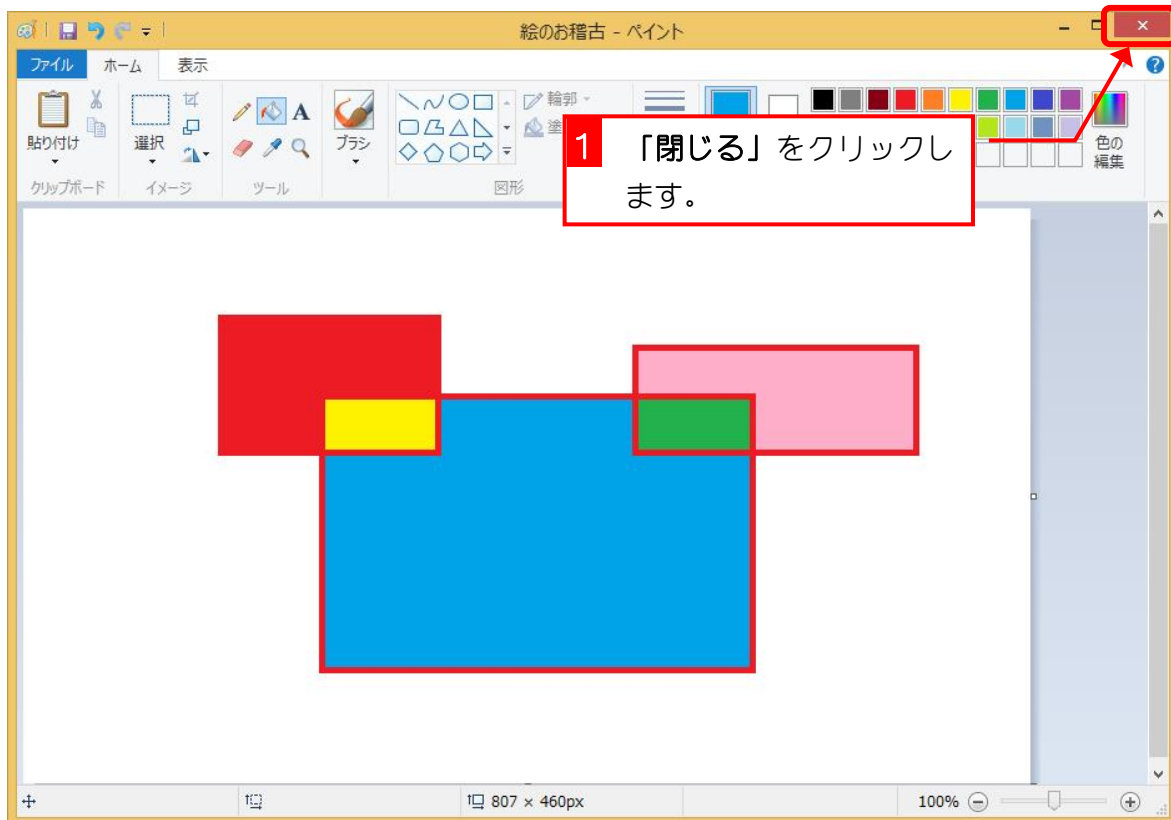 絵のお稽古 - ペイント
ファイル ホーム 表示
輪郭
塗
貼り付け 選択 A ブラシ
1 「閉じる」をクリックし
ます。
色の
編集
クリップボード イメージ ツール 図形
807 × 460px 100%